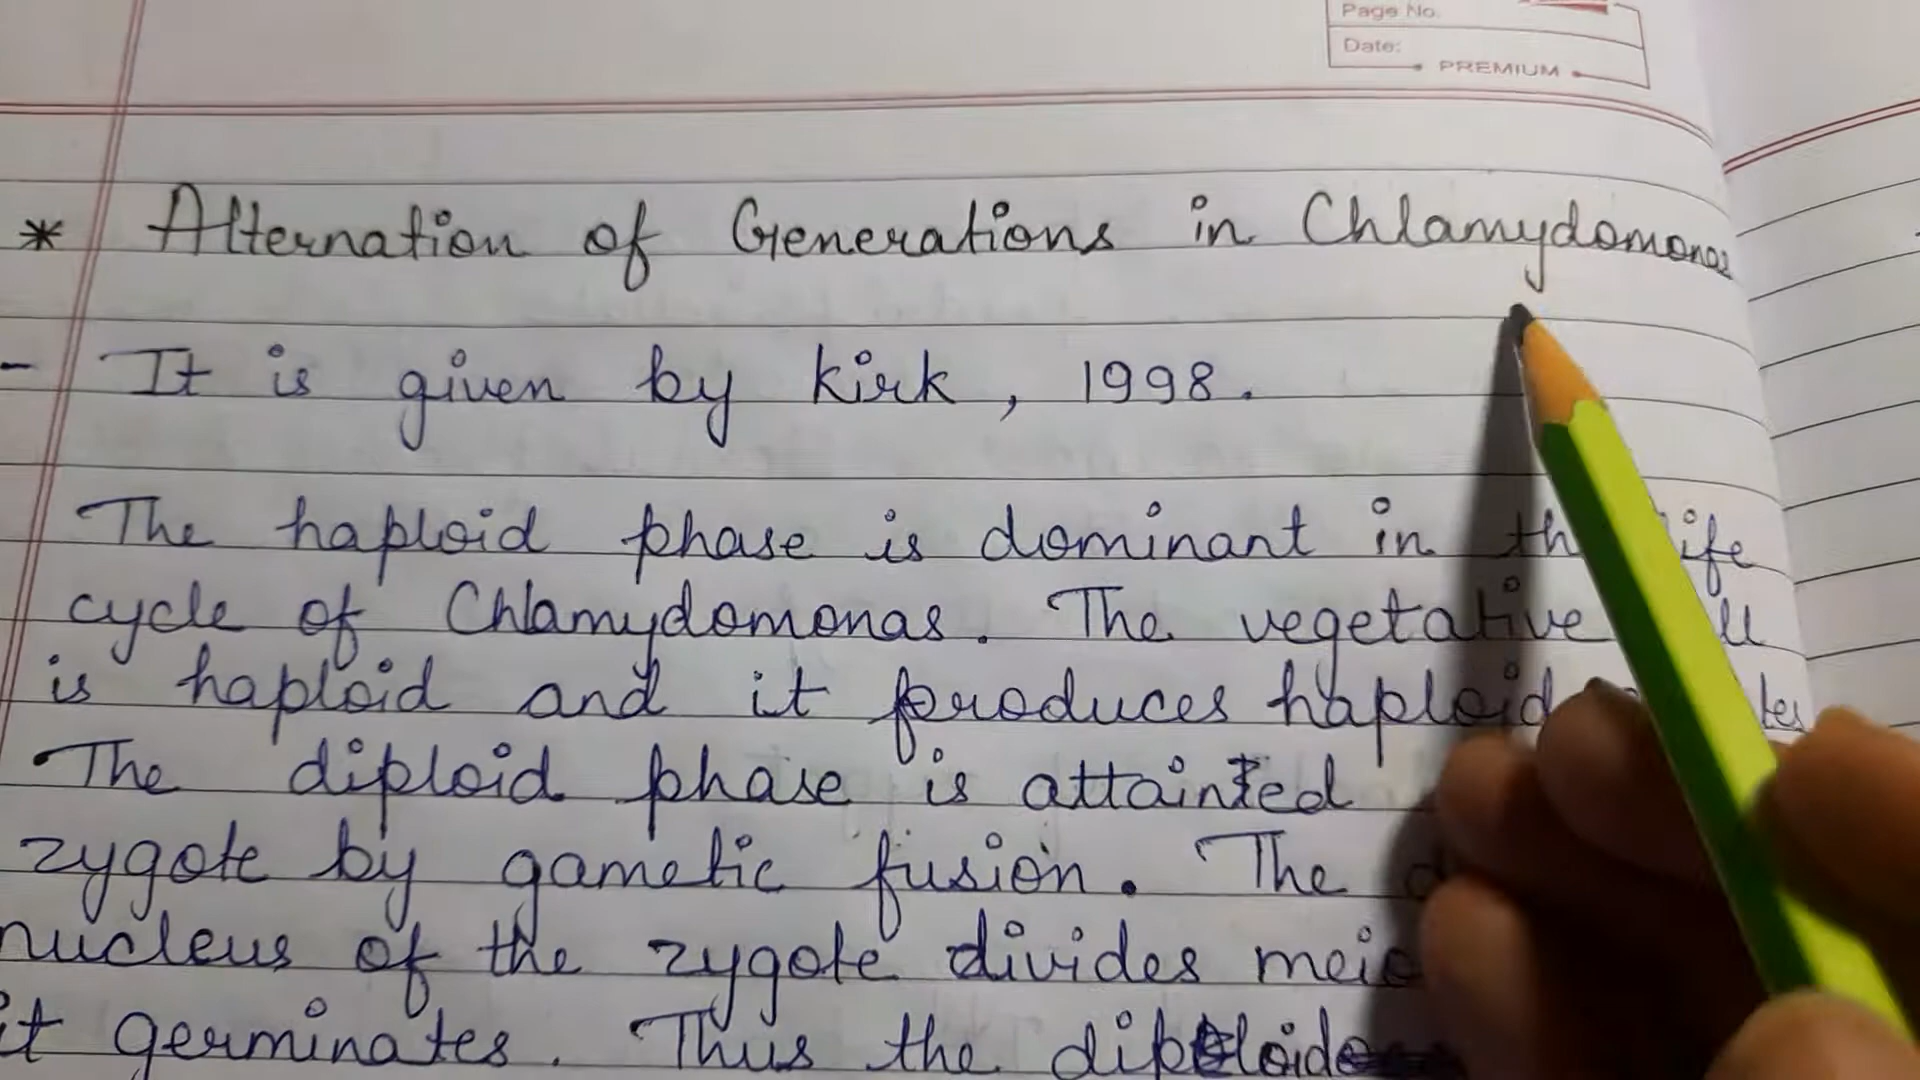 Page No.
Date:
PREMIUM
* Alternation of Generations in Chlamydomonas
- It is given by Kirk, 1998.
The haploid phase is dominant in
cycle of Chlamydomonas. The vegetative
is haploid and it produces haploid
The diploid phase is attainted
zygote by gametic fusion. The
nucleus of the zygote divides
it germinates. Thus the